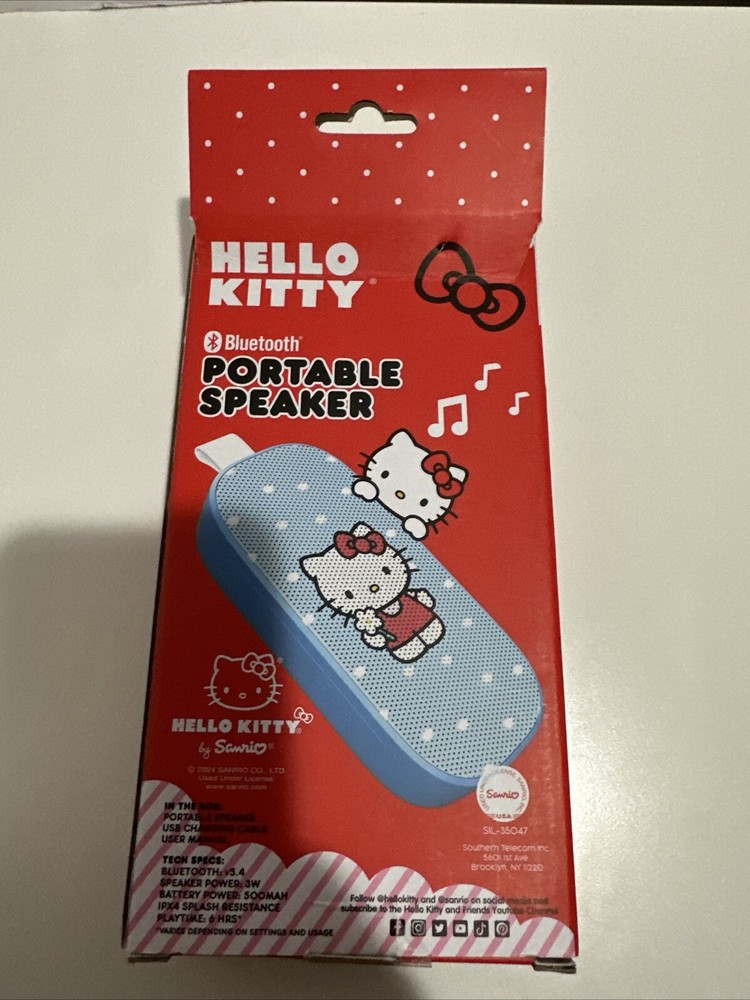 HELLO
KITTY®
Bluetooth®
PORTABLE
SPEAKER
HELLO KITTY®
by Sanrio®
© 2024 SANRIO CO., LTD.
Used Under License.
www.sanrio.com
Sanrio
USA
SIL-35047
Southern Telecom Inc
5601 1st Ave
Brooklyn, NY 11220
IN THE BOX:
PORTABLE SPEAKER
USB CHARGING CABLE
USER MANUAL
TECH SPECS:
BLUETOOTH: v5.4
SPEAKER POWER: 3W
BATTERY POWER: 500MAH
IPX4 SPLASH RESISTANCE
PLAYTIME: 6 HRS*
*VARIES DEPENDING ON SETTINGS AND USAGE
Follow @hellokitty and @sanrio on social media and
subscribe to the Hello Kitty and Friends Youtube Channel